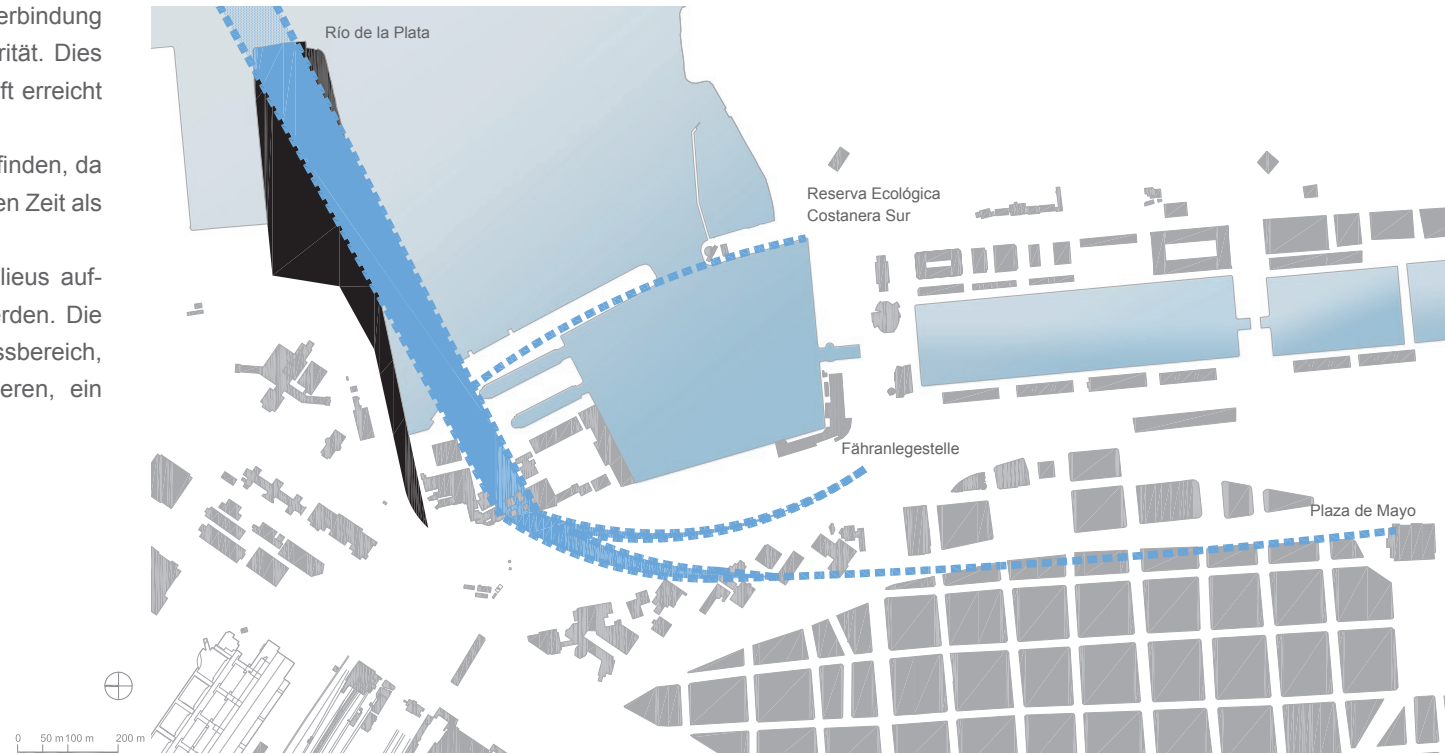 erbindung
rität. Dies
ft erreicht
finden, da
en Zeit als
lieus auf-
erden. Die
ssbereich,
eren, ein
Río de la Plata
Reserva Ecológica
Costanera Sur
Fähranlegestelle
Plaza de Mayo
0 50 m 100 m 200 m